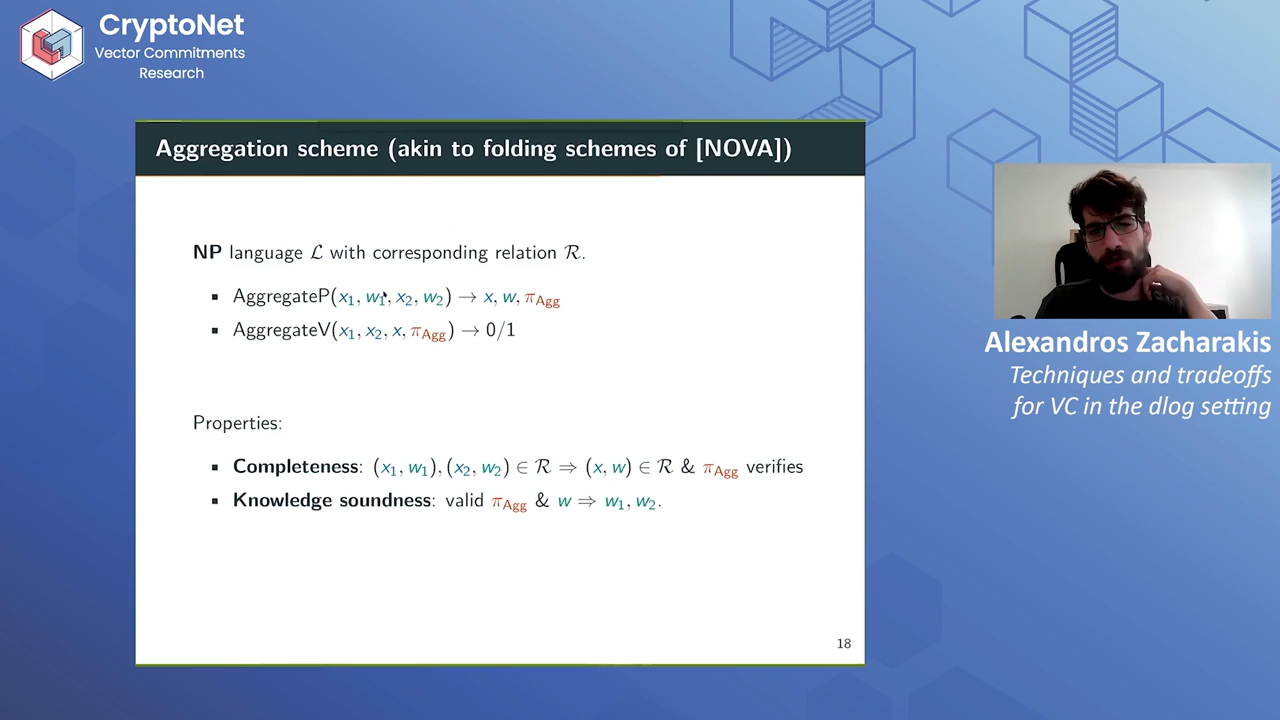 CryptoNet
Vector Commitments
Research
Aggregation scheme (akin to folding schemes of [NOVA])
NP language ℒ with corresponding relation ℛ.
▪ AggregateP(x₁, w₁, x₂, w₂) → x, w, π_Agg
▪ AggregateV(x₁, x₂, x, π_Agg) → 0/1
Properties:
▪ Completeness: (x₁, w₁), (x₂, w₂) ∈ ℛ ⇒ (x, w) ∈ ℛ & π_Agg verifies
▪ Knowledge soundness: valid π_Agg & w ⇒ w₁, w₂.
18
Alexandros Zacharakis
Techniques and tradeoffs
for VC in the dlog setting